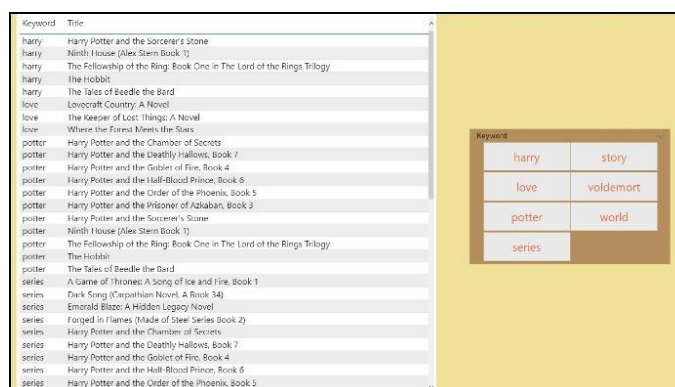 Keyword Title
harry Harry Potter and the Sorcerer's Stone
harry Ninth House (Alex Stern Book 1)
harry The Fellowship of the Ring: Book One in The Lord of the Rings Trilogy
harry The Hobbit
harry The Tales of Beedle the Bard
love Lovecraft Country: A Novel
love The Keeper of Lost Things: A Novel
love Where the Forest Meets the Stars
potter Harry Potter and the Chamber of Secrets
potter Harry Potter and the Deathly Hallows, Book 7
potter Harry Potter and the Goblet of Fire, Book 4
potter Harry Potter and the Half-Blood Prince, Book 6
potter Harry Potter and the Order of the Phoenix, Book 5
potter Harry Potter and the Prisoner of Azkaban, Book 3
potter Harry Potter and the Sorcerer's Stone
potter Ninth House (Alex Stern Book 1)
potter The Fellowship of the Ring: Book One in The Lord of the Rings Trilogy
potter The Hobbit
potter The Tales of Beedle the Bard
series A Game of Thrones: A Song of Ice and Fire, Book 1
series Dark Song (Carpathian Novel, A Book 34)
series Emerald Blaze: A Hidden Legacy Novel
series Forged in Flames (Made of Steel Series Book 2)
series Harry Potter and the Chamber of Secrets
series Harry Potter and the Deathly Hallows, Book 7
series Harry Potter and the Goblet of Fire, Book 4
series Harry Potter and the Half-Blood Prince, Book 6
series Harry Potter and the Order of the Phoenix, Book 5
Keyword
harry story
love voldemort
potter world
series